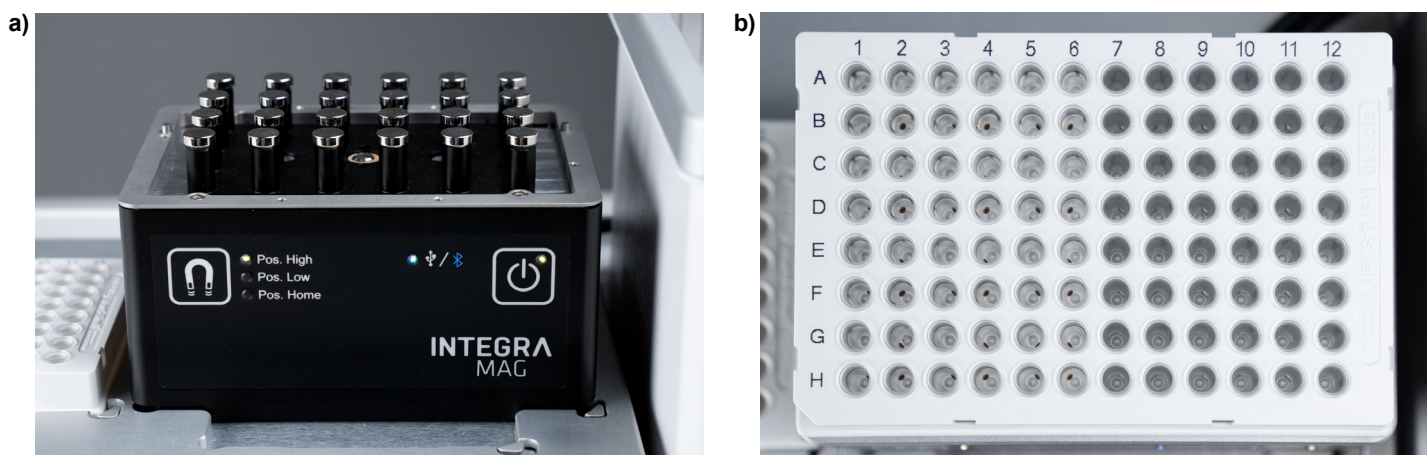 a)
Pos. High
Pos. Low
Pos. Home
INTEGRA
MAG
b)
1 2 3 4 5 6 7 8 9 10 11 12
A
B
C
D
E
F
G
H